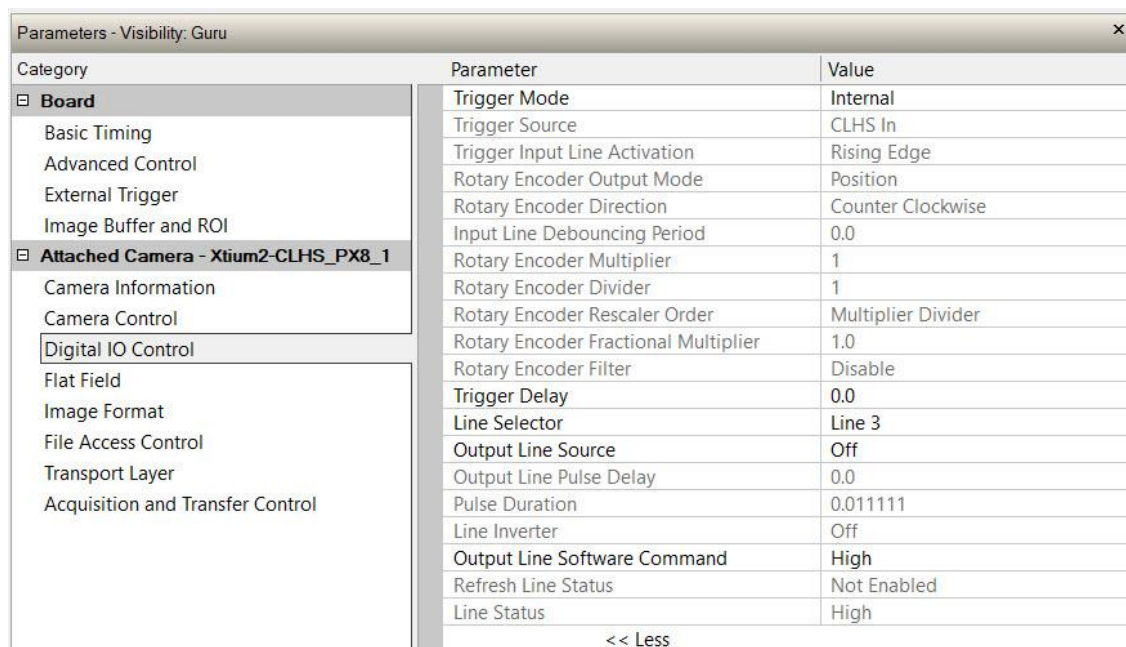 Parameters - Visibility: Guru
Category
Board
Basic Timing
Advanced Control
External Trigger
Image Buffer and ROI
Attached Camera - Xtium2-CLHS_PX8_1
Camera Information
Camera Control
Digital IO Control
Flat Field
Image Format
File Access Control
Transport Layer
Acquisition and Transfer Control
Parameter Value
Trigger Mode Internal
Trigger Source CLHS In
Trigger Input Line Activation Rising Edge
Rotary Encoder Output Mode Position
Rotary Encoder Direction Counter Clockwise
Input Line Debouncing Period 0.0
Rotary Encoder Multiplier 1
Rotary Encoder Divider 1
Rotary Encoder Rescaler Order Multiplier Divider
Rotary Encoder Fractional Multiplier 1.0
Rotary Encoder Filter Disable
Trigger Delay 0.0
Line Selector Line 3
Output Line Source Off
Output Line Pulse Delay 0.0
Pulse Duration 0.011111
Line Inverter Off
Output Line Software Command High
Refresh Line Status Not Enabled
Line Status High
<< Less